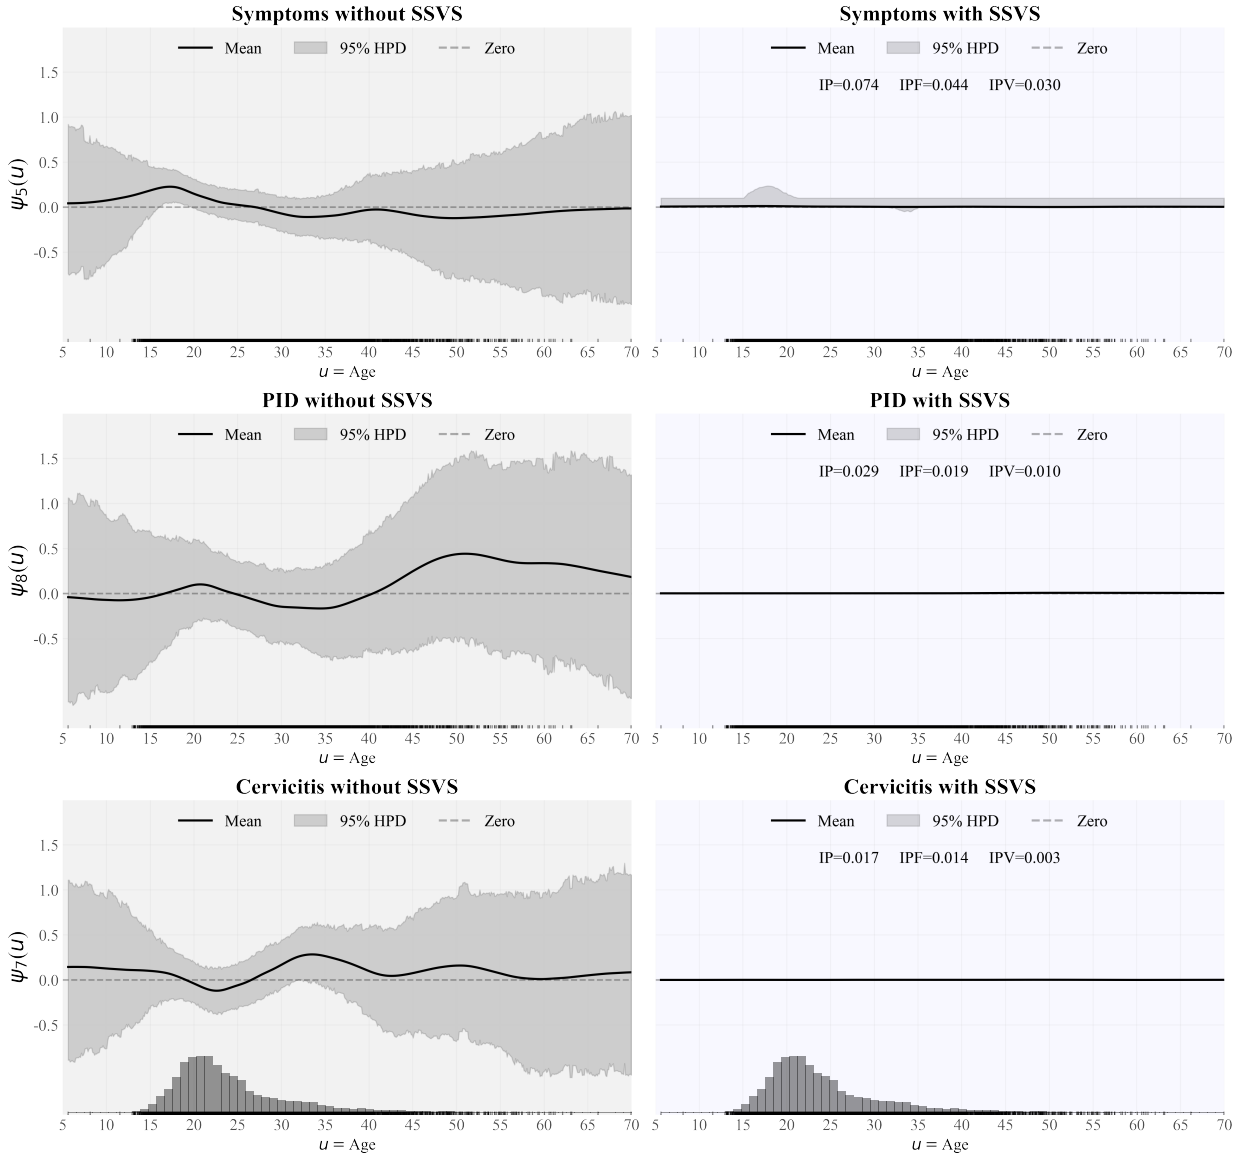 Symptoms without SSVS
Mean 95% HPD Zero
1.5
1.0
0.5
0.0
-0.5
ψ5(u)
5 10 15 20 25 30 35 40 45 50 55 60 65 70
u = Age
Symptoms with SSVS
Mean 95% HPD Zero
IP=0.074 IPF=0.044 IPV=0.030
5 10 15 20 25 30 35 40 45 50 55 60 65 70
u = Age
PID without SSVS
Mean 95% HPD Zero
1.5
1.0
0.5
0.0
-0.5
ψ8(u)
5 10 15 20 25 30 35 40 45 50 55 60 65 70
u = Age
PID with SSVS
Mean 95% HPD Zero
IP=0.029 IPF=0.019 IPV=0.010
5 10 15 20 25 30 35 40 45 50 55 60 65 70
u = Age
Cervicitis without SSVS
Mean 95% HPD Zero
1.5
1.0
0.5
0.0
-0.5
ψ7(u)
5 10 15 20 25 30 35 40 45 50 55 60 65 70
u = Age
Cervicitis with SSVS
Mean 95% HPD Zero
IP=0.017 IPF=0.014 IPV=0.003
5 10 15 20 25 30 35 40 45 50 55 60 65 70
u = Age